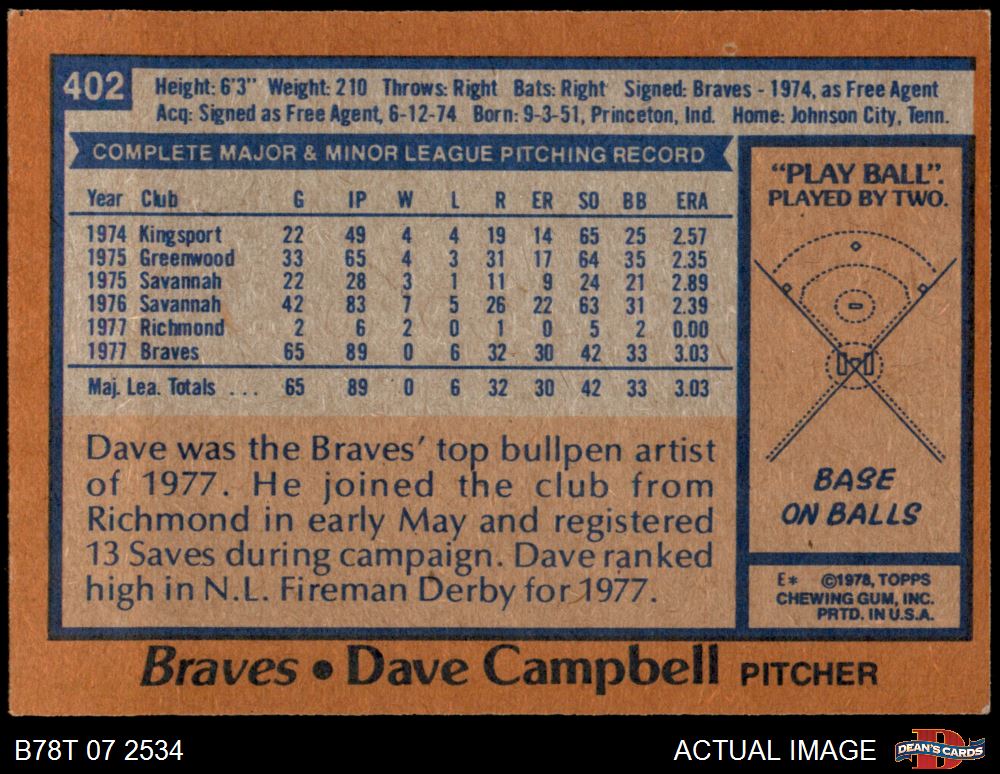 402
Height: 6'3" Weight: 210 Throws: Right Bats: Right Signed: Braves - 1974, as Free Agent
Acq: Signed as Free Agent, 6-12-74 Born: 9-3-51, Princeton, Ind. Home: Johnson City, Tenn.
COMPLETE MAJOR & MINOR LEAGUE PITCHING RECORD
Year Club G IP W L R ER SO BB ERA
1974 Kingsport 22 49 4 4 19 14 65 25 2.57
1975 Greenwood 33 65 4 3 31 17 64 35 2.35
1975 Savannah 22 28 3 1 11 9 24 21 2.89
1976 Savannah 42 83 7 5 26 22 63 31 2.39
1977 Richmond 2 6 2 0 1 0 5 2 0.00
1977 Braves 65 89 0 6 32 30 42 33 3.03
Maj. Lea. Totals ... 65 89 0 6 32 30 42 33 3.03
Dave was the Braves' top bullpen artist
of 1977. He joined the club from
Richmond in early May and registered
13 Saves during campaign. Dave ranked
high in N.L. Fireman Derby for 1977.
"PLAY BALL".
PLAYED BY TWO.
BASE
ON BALLS
E* ©1978, TOPPS
CHEWING GUM, INC.
PRTD. IN U.S.A.
Braves • Dave Campbell PITCHER
B78T 07 2534
ACTUAL IMAGE
D
DEAN'S CARDS